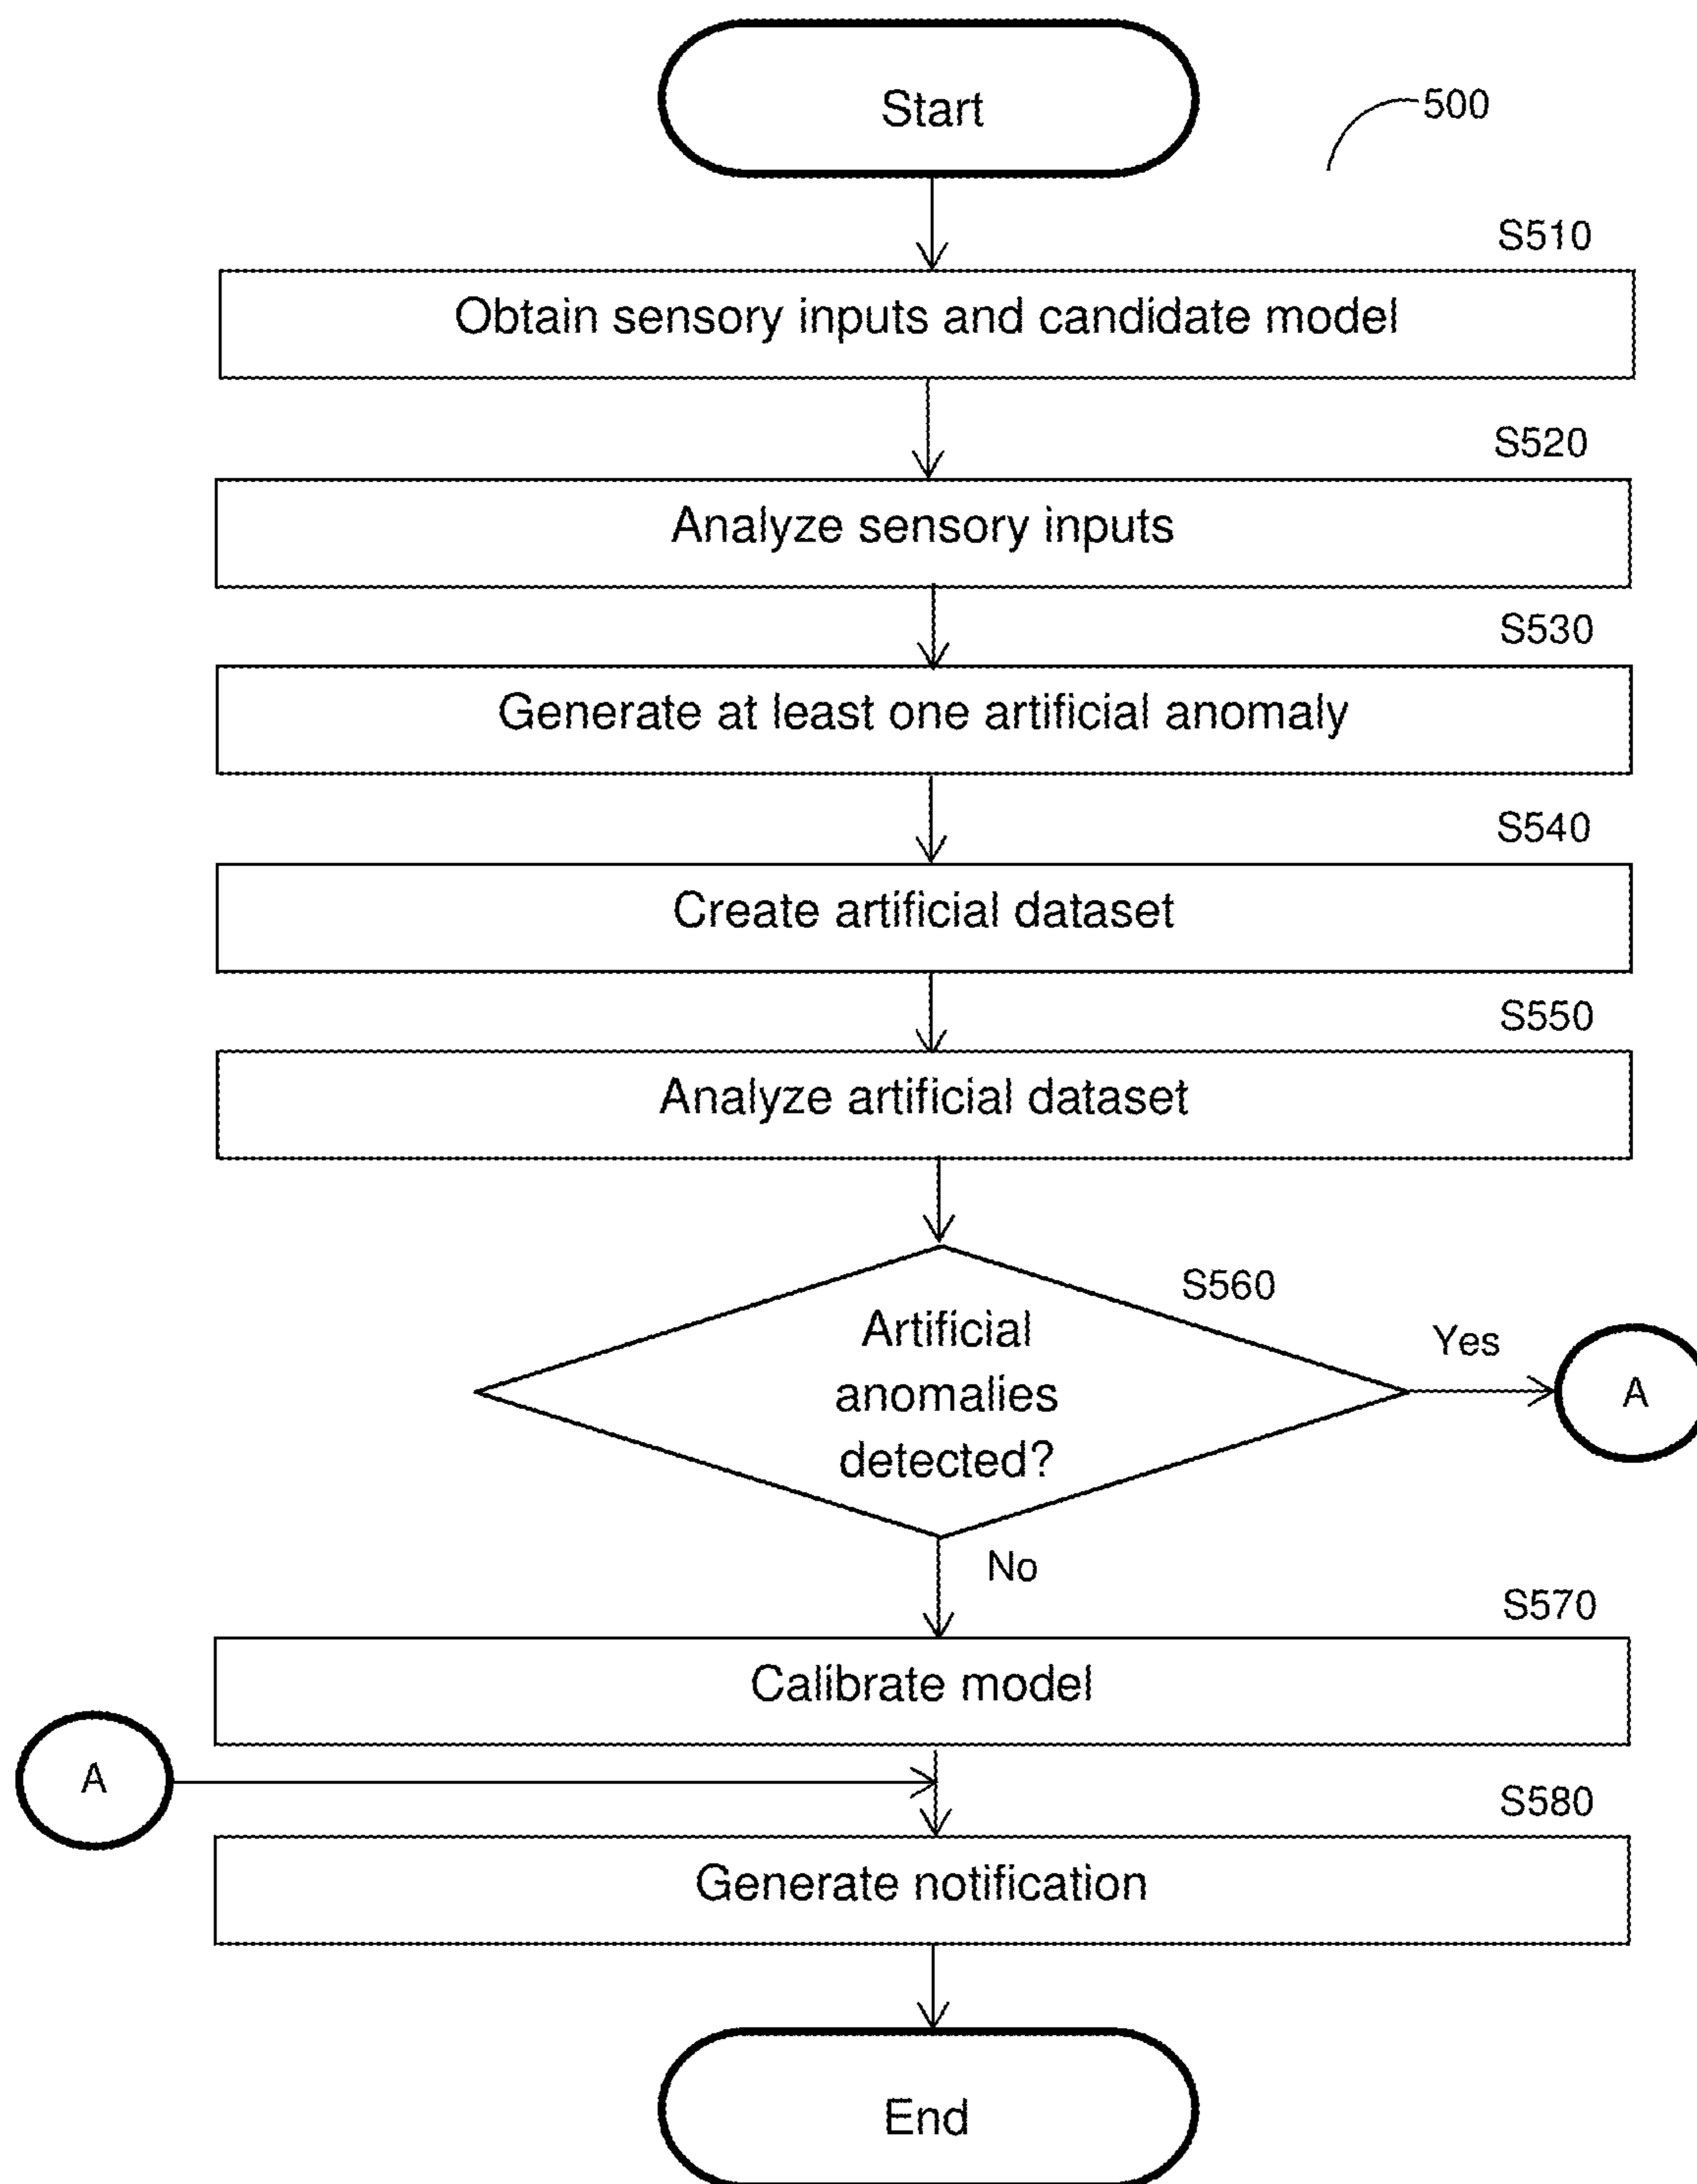 Start
500
S510
Obtain sensory inputs and candidate model
S520
Analyze sensory inputs
S530
Generate at least one artificial anomaly
S540
Create artificial dataset
S550
Analyze artificial dataset
S560
Artificial
anomalies
detected?
Yes
A
No
S570
Calibrate model
A
S580
Generate notification
End